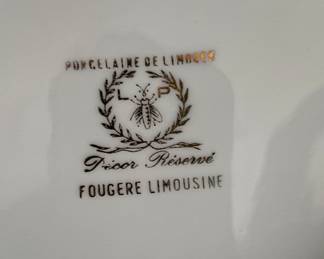 PORCELAINE DE LIMOGES
L P
Décor Réservé
FOUGERE LIMOUSINE